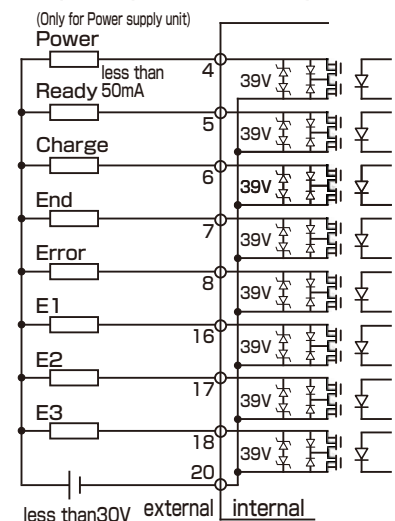 (Only for Power supply unit)
Power
less than
50mA
4
39V
Ready
5
39V
Charge
6
39V
End
7
39V
Error
8
39V
E1
16
39V
E2
17
39V
E3
18
39V
20
less than30V
external
internal